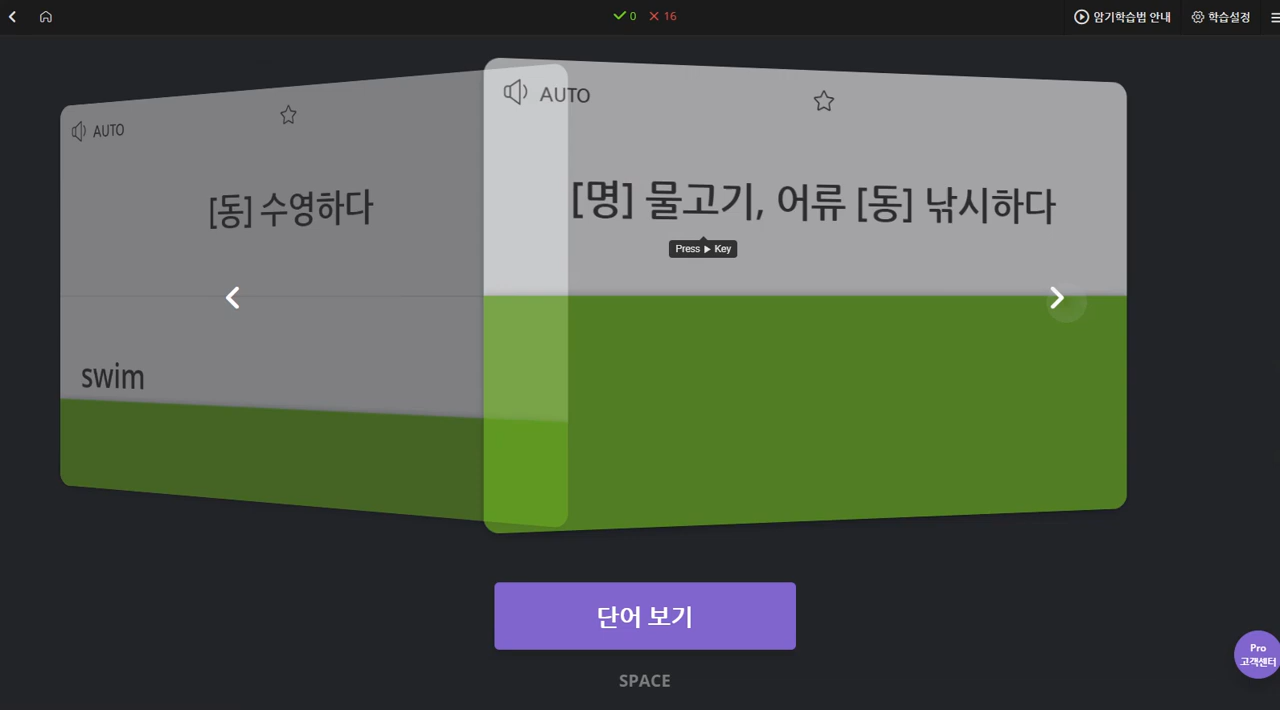 0 16 암기학습법 안내 학습설정
AUTO
[동] 수영하다
swim
AUTO
[명] 물고기, 어류 [동] 낚시하다
Press ▶ Key
단어 보기
SPACE
Pro
고객센터